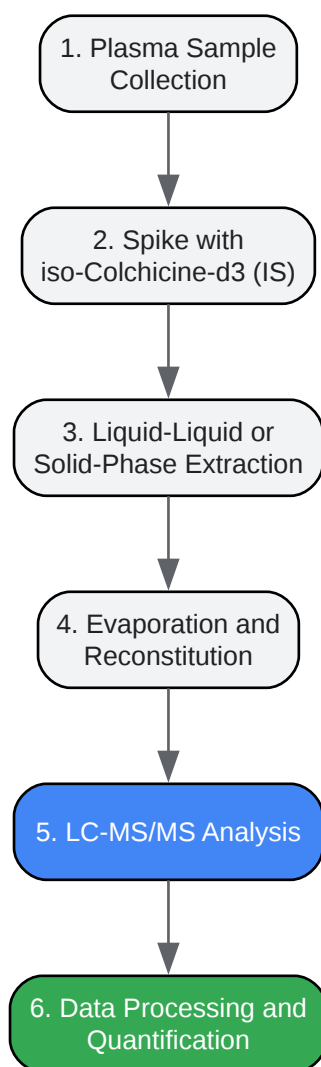 1. Plasma Sample
Collection
2. Spike with
iso-Colchicine-d3 (IS)
3. Liquid-Liquid or
Solid-Phase Extraction
4. Evaporation and
Reconstitution
5. LC-MS/MS Analysis
6. Data Processing and
Quantification